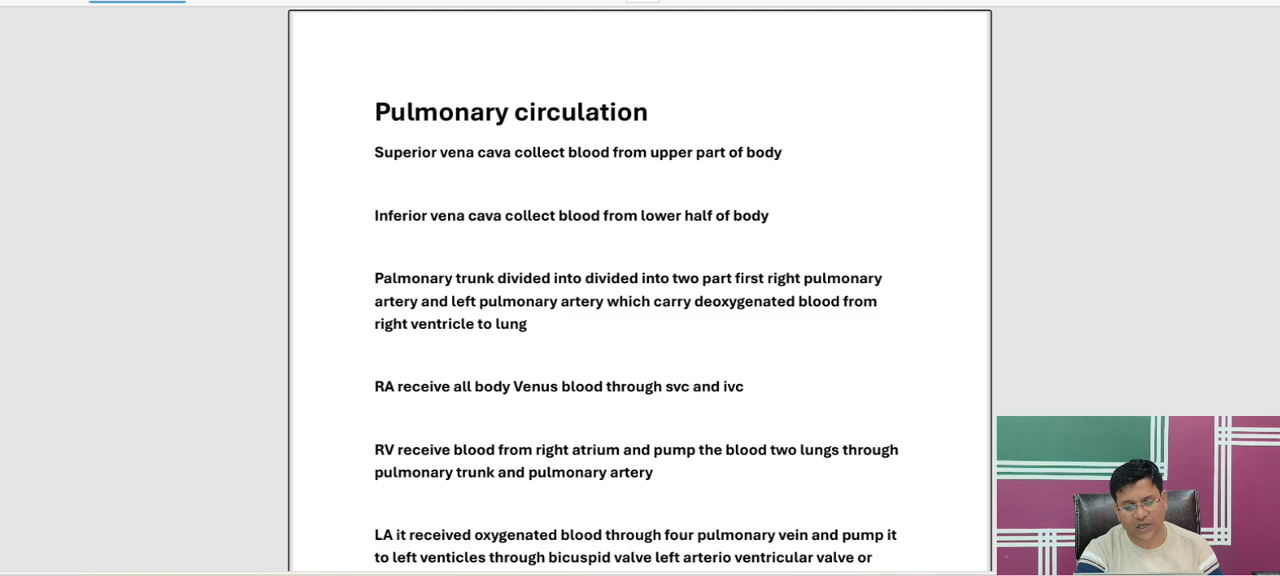 Pulmonary circulation
Superior vena cava collect blood from upper part of body
Inferior vena cava collect blood from lower half of body
Palmonary trunk divided into divided into two part first right pulmonary
artery and left pulmonary artery which carry deoxygenated blood from
right ventricle to lung
RA receive all body Venus blood through svc and ivc
RV receive blood from right atrium and pump the blood two lungs through
pulmonary trunk and pulmonary artery
LA it received oxygenated blood through four pulmonary vein and pump it
to left venticles through bicuspid valve left arterio ventricular valve or